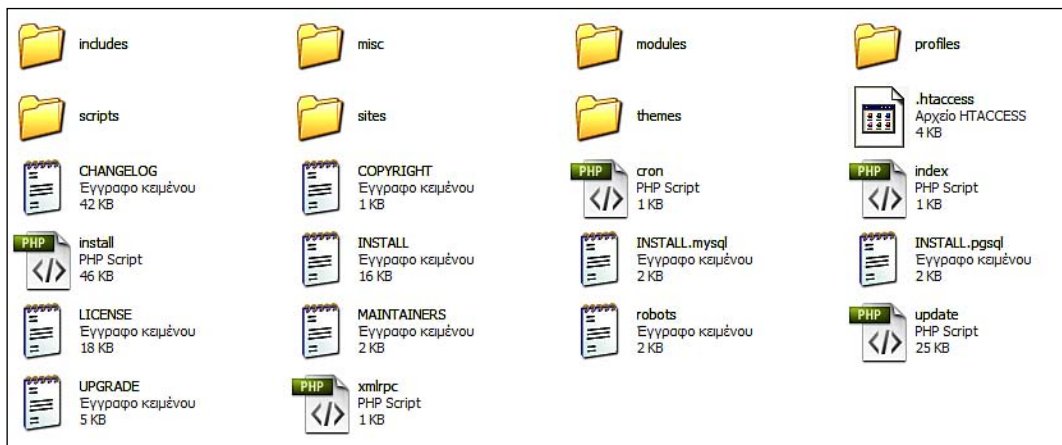 includes
misc
modules
profiles
scripts
sites
themes
.htaccess
Αρχείο HTACCESS
4 KB
CHANGELOG
Έγγραφο κειμένου
42 KB
COPYRIGHT
Έγγραφο κειμένου
1 KB
PHP
cron
PHP Script
1 KB
PHP
index
PHP Script
1 KB
PHP
install
PHP Script
46 KB
INSTALL
Έγγραφο κειμένου
16 KB
INSTALL.mysql
Έγγραφο κειμένου
2 KB
INSTALL.pgsql
Έγγραφο κειμένου
2 KB
LICENSE
Έγγραφο κειμένου
18 KB
MAINTAINERS
Έγγραφο κειμένου
2 KB
robots
Έγγραφο κειμένου
2 KB
PHP
update
PHP Script
25 KB
UPGRADE
Έγγραφο κειμένου
5 KB
PHP
xmlrpc
PHP Script
1 KB